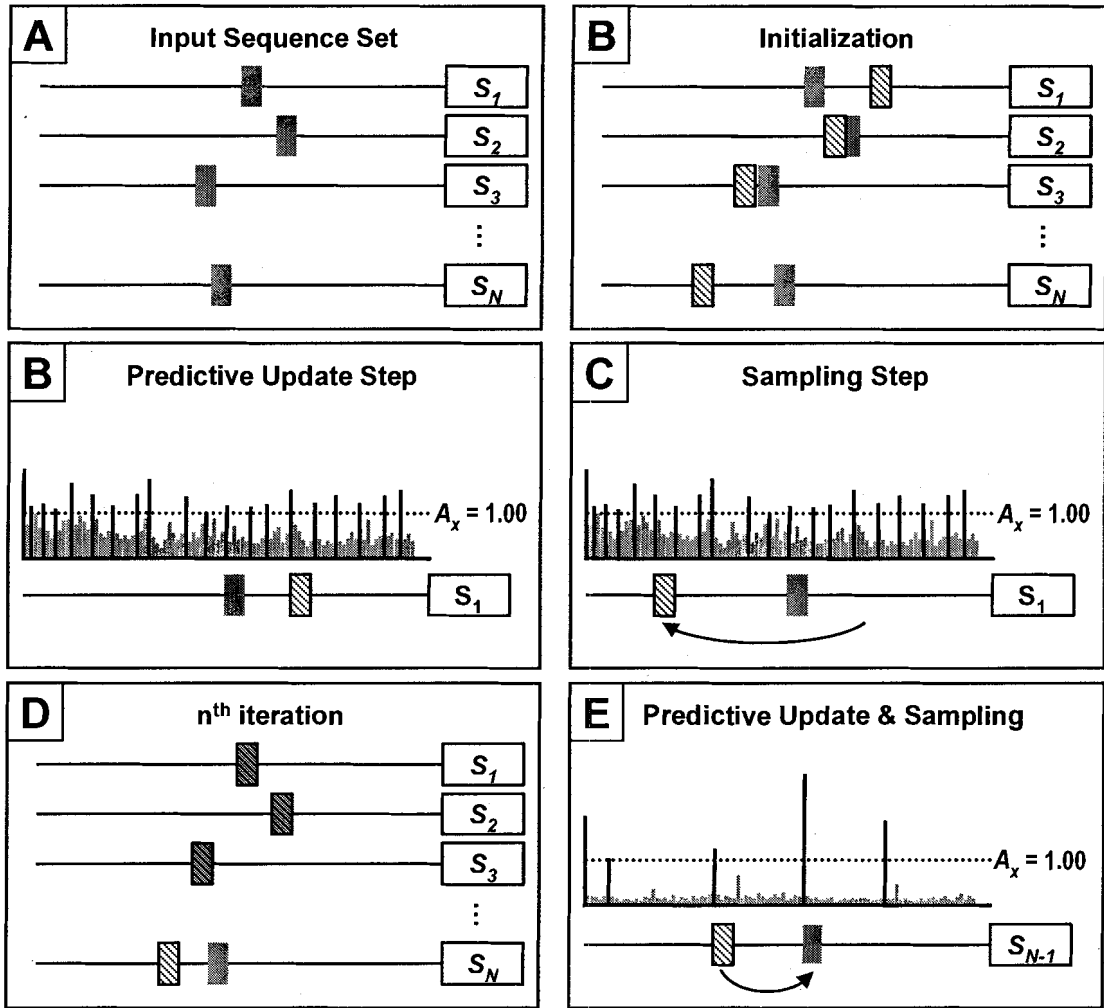 A
Input Sequence Set
S1
S2
S3
⋮
SN
B
Initialization
S1
S2
S3
⋮
SN
B
Predictive Update Step
Ax = 1.00
S1
C
Sampling Step
Ax = 1.00
S1
D
nth iteration
S1
S2
S3
⋮
SN
E
Predictive Update & Sampling
Ax = 1.00
SN-1